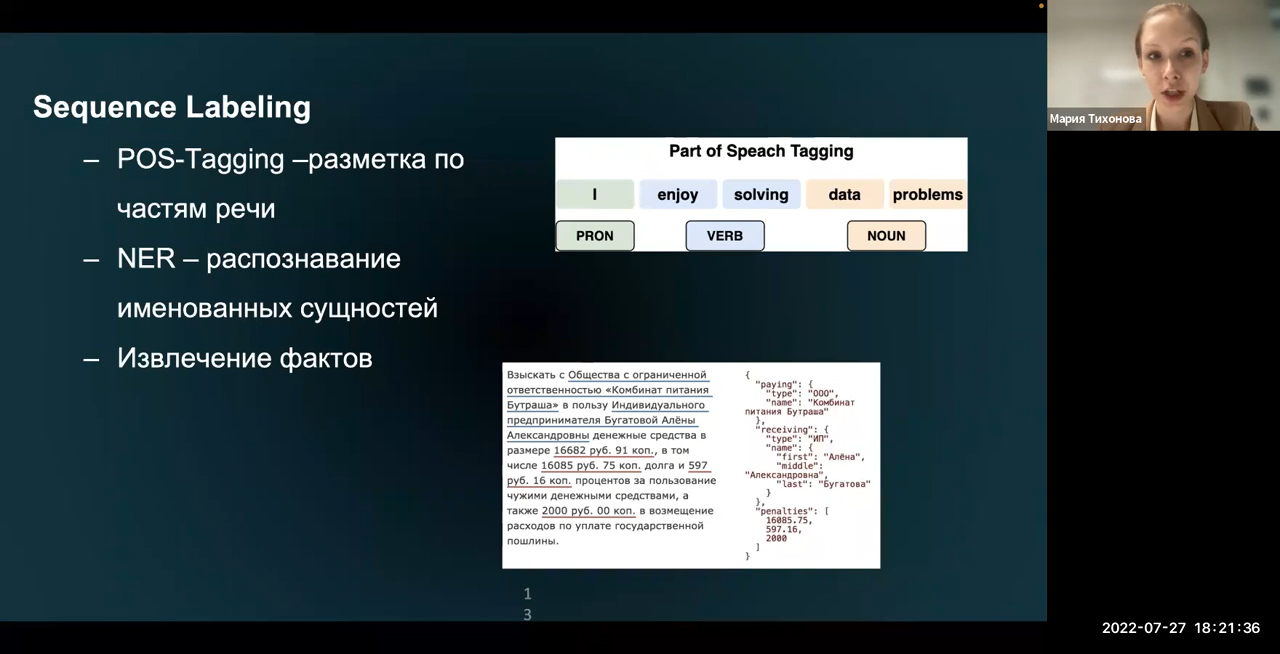 Sequence Labeling
– POS-Tagging –разметка по
частям речи
– NER – распознавание
именованных сущностей
– Извлечение фактов
Part of Speach Tagging
I enjoy solving data problems
PRON VERB NOUN
Взыскать с Общества с ограниченной
ответственностью «Комбинат питания
Бутраша» в пользу Индивидуального
предпринимателя Бугатовой Алёны
Александровны денежные средства в
размере 16682 руб. 91 коп., в том
числе 16085 руб. 75 коп. долга и 597
руб. 16 коп. процентов за пользование
чужими денежными средствами, а
также 2000 руб. 00 коп. в возмещение
расходов по уплате государственной
пошлины.
{
"paying": {
"type": "ООО",
"name": "Комбинат
питания Бутраша"
},
"receiving": {
"type": "ИП",
"name": {
"first": "Алёна",
"middle":
"Александровна",
"last": "Бугатова"
}
},
"penalties": [
16085.75,
597.16,
2000
]
}
1
3
Мария Тихонова
2022-07-27 18:21:36